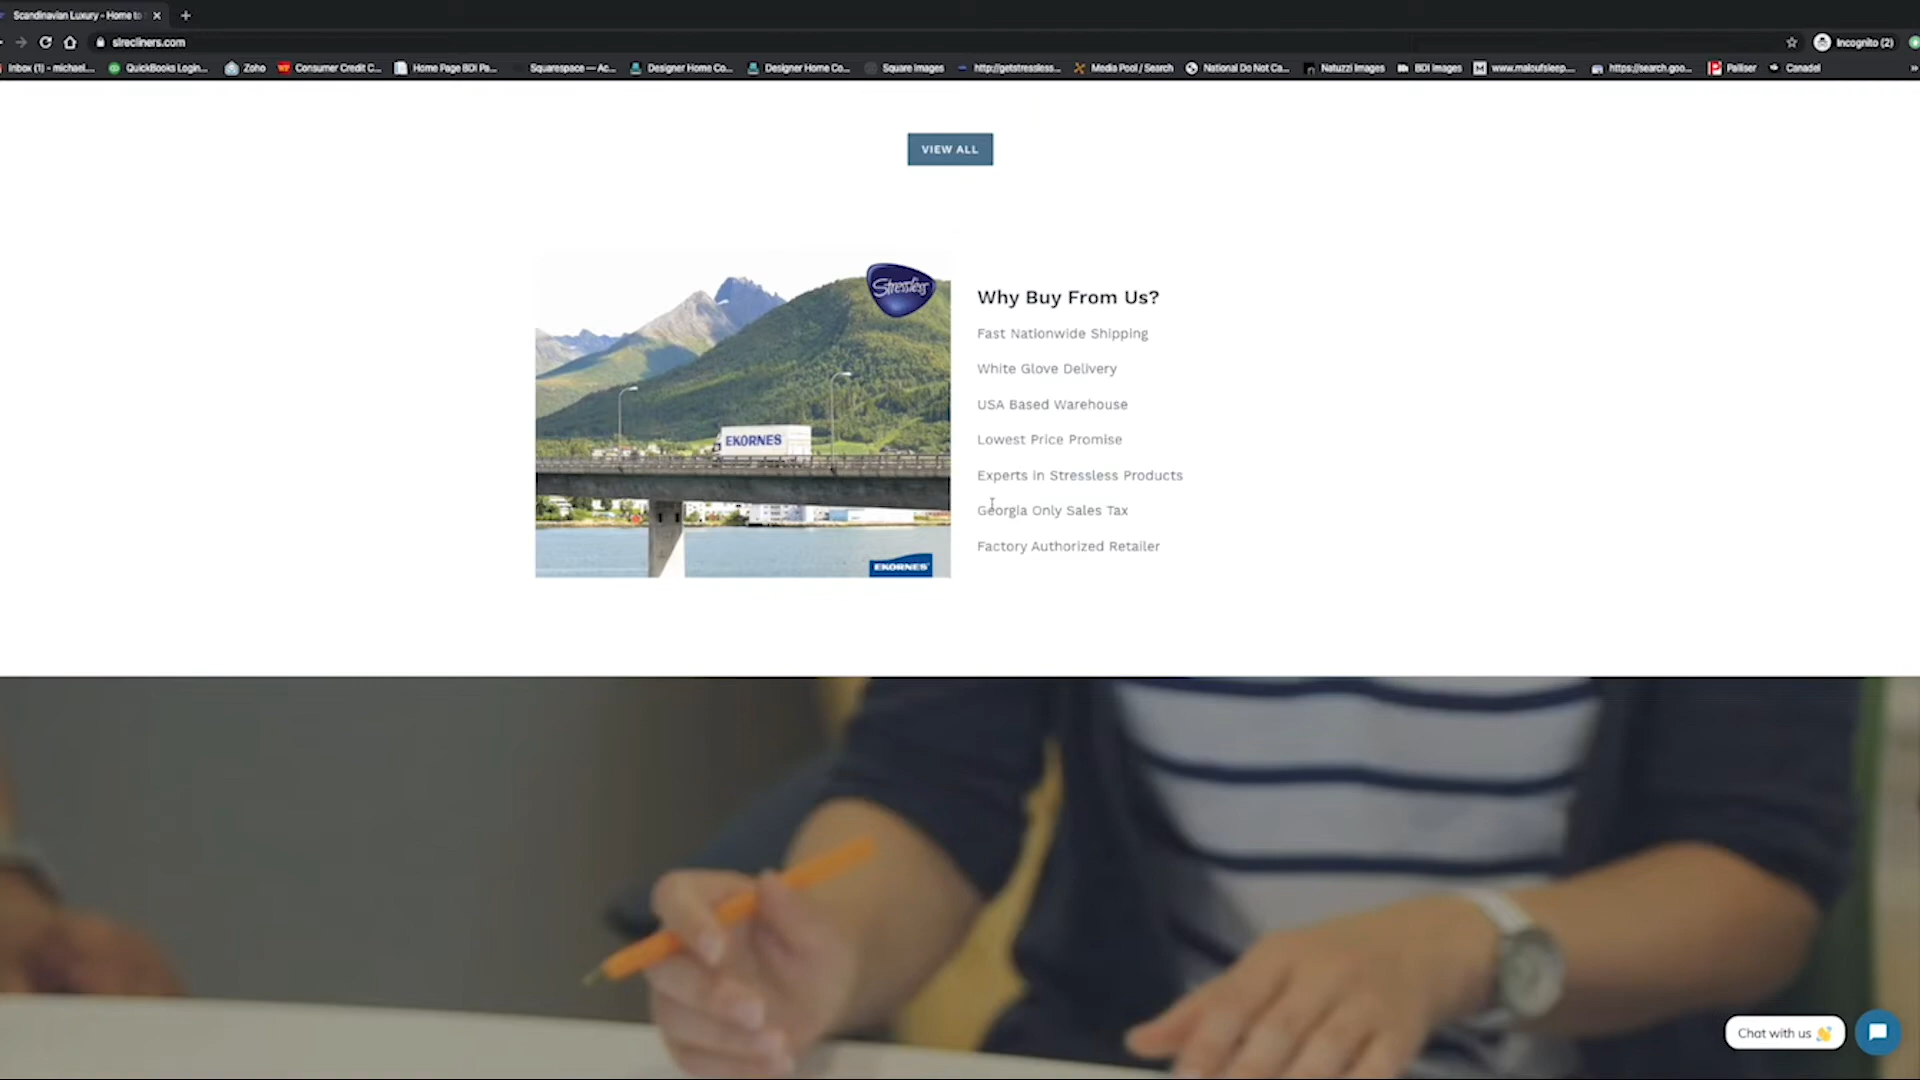 Scandinavian Luxury - Home to
slrecliners.com
Incognito (2)
Inbox (1) - michael.... QuickBooks Login... Zoho Consumer Credit C... Home Page BDI Pa... Squarespace — Ac... Designer Home Co... Designer Home Co... Square Images http://getstressless... Media Pool / Search National Do Not Ca... Natuzzi Images BDI Images www.maloufsleep.... https://search.goo... Palliser Canadel
VIEW ALL
Stressless
EKORNES
EKORNES
Why Buy From Us?
Fast Nationwide Shipping
White Glove Delivery
USA Based Warehouse
Lowest Price Promise
Experts in Stressless Products
Georgia Only Sales Tax
Factory Authorized Retailer
Chat with us 👋